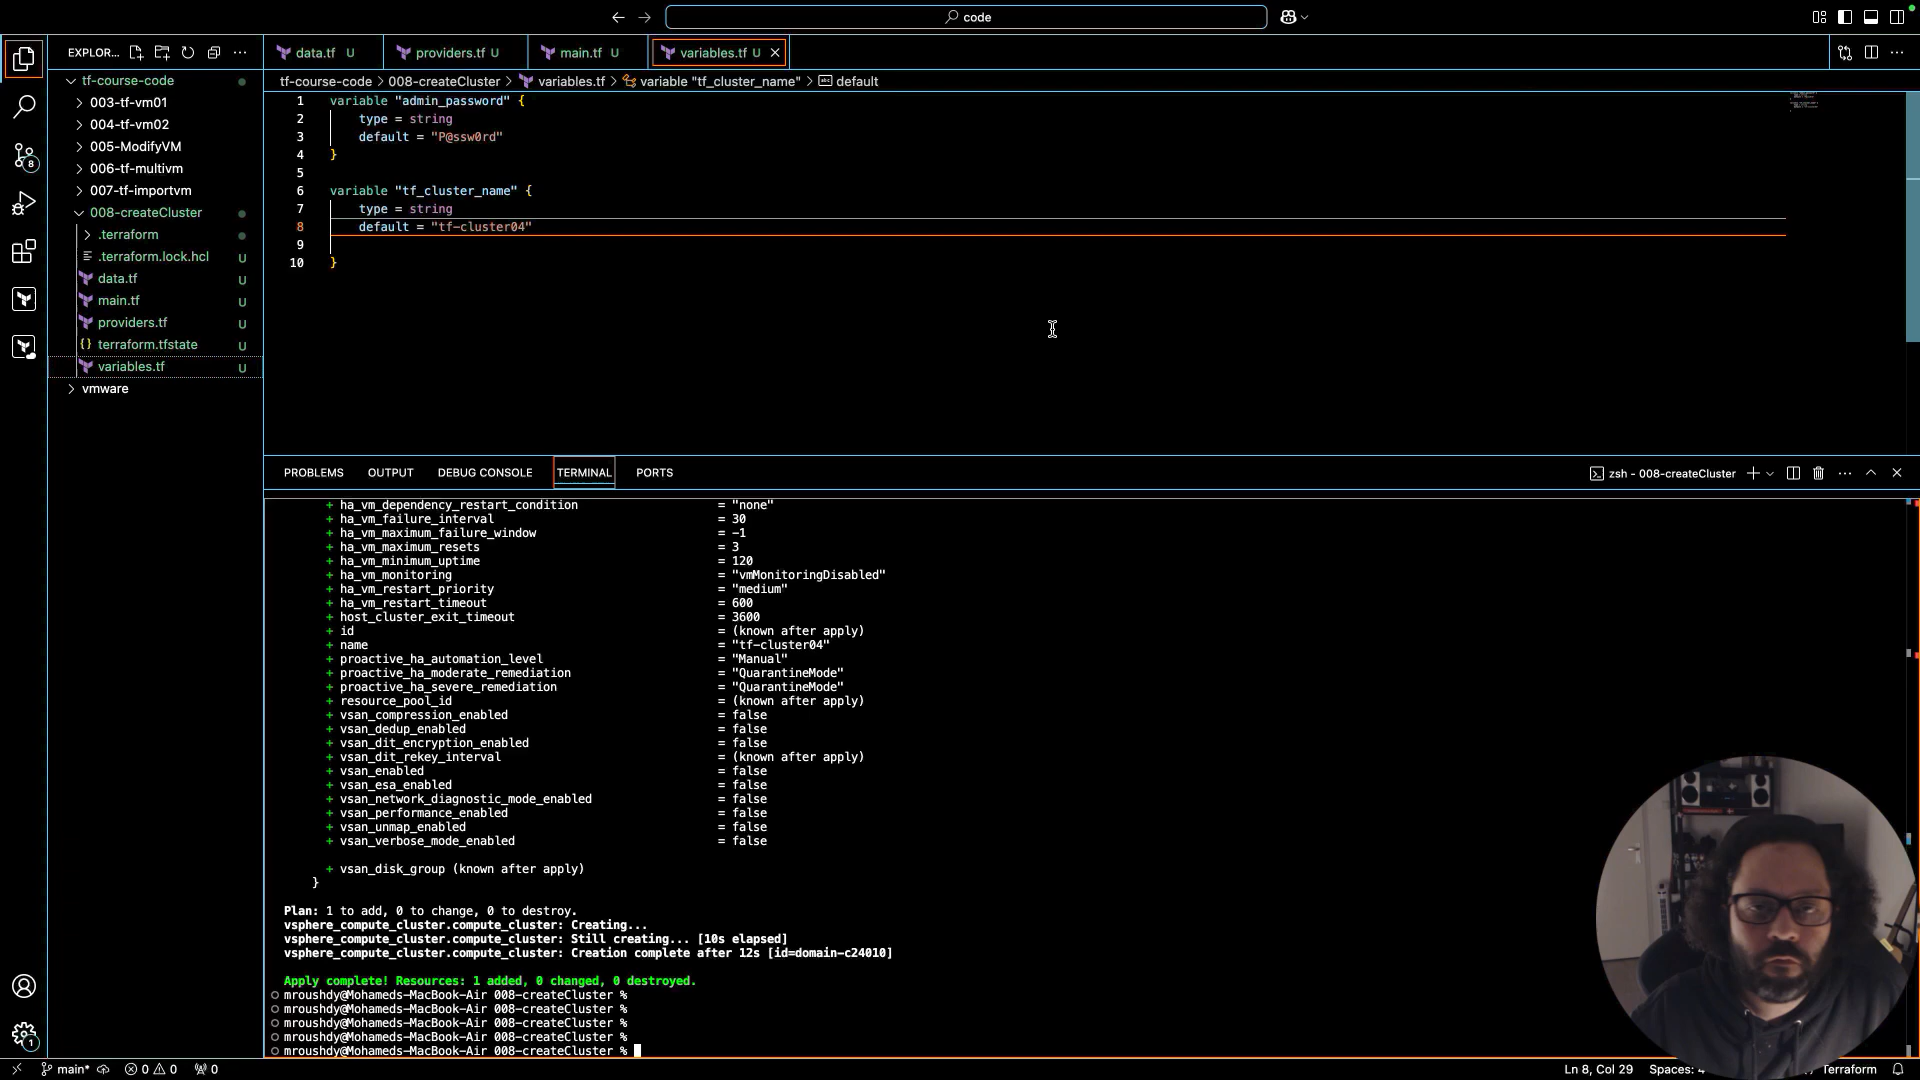 code
EXPLOR...
data.tf U
providers.tf U
main.tf U
variables.tf U
tf-course-code > 008-createCluster > variables.tf > variable "tf_cluster_name" > default
tf-course-code
003-tf-vm01
004-tf-vm02
005-ModifyVM
006-tf-multivm
007-tf-importvm
008-createCluster
.terraform
.terraform.lock.hcl U
data.tf U
main.tf U
providers.tf U
terraform.tfstate U
variables.tf U
vmware
8
1
1 variable "admin_password" {
2 type = string
3 default = "P@ssw0rd"
4 }
5
6 variable "tf_cluster_name" {
7 type = string
8 default = "tf-cluster04"
9
10 }
PROBLEMS OUTPUT DEBUG CONSOLE TERMINAL PORTS
zsh - 008-createCluster
+ ha_vm_dependency_restart_condition = "none"
+ ha_vm_failure_interval = 30
+ ha_vm_maximum_failure_window = -1
+ ha_vm_maximum_resets = 3
+ ha_vm_minimum_uptime = 120
+ ha_vm_monitoring = "vmMonitoringDisabled"
+ ha_vm_restart_priority = "medium"
+ ha_vm_restart_timeout = 600
+ host_cluster_exit_timeout = 3600
+ id = (known after apply)
+ name = "tf-cluster04"
+ proactive_ha_automation_level = "Manual"
+ proactive_ha_moderate_remediation = "QuarantineMode"
+ proactive_ha_severe_remediation = "QuarantineMode"
+ resource_pool_id = (known after apply)
+ vsan_compression_enabled = false
+ vsan_dedup_enabled = false
+ vsan_dit_encryption_enabled = false
+ vsan_dit_rekey_interval = (known after apply)
+ vsan_enabled = false
+ vsan_esa_enabled = false
+ vsan_network_diagnostic_mode_enabled = false
+ vsan_performance_enabled = false
+ vsan_unmap_enabled = false
+ vsan_verbose_mode_enabled = false
+ vsan_disk_group (known after apply)
}
Plan: 1 to add, 0 to change, 0 to destroy.
vsphere_compute_cluster.compute_cluster: Creating...
vsphere_compute_cluster.compute_cluster: Still creating... [10s elapsed]
vsphere_compute_cluster.compute_cluster: Creation complete after 12s [id=domain-c24010]
Apply complete! Resources: 1 added, 0 changed, 0 destroyed.
mroushdy@Mohameds-MacBook-Air 008-createCluster %
mroushdy@Mohameds-MacBook-Air 008-createCluster %
mroushdy@Mohameds-MacBook-Air 008-createCluster %
mroushdy@Mohameds-MacBook-Air 008-createCluster %
mroushdy@Mohameds-MacBook-Air 008-createCluster %
main* 0 0 0
Ln 8, Col 29 Spaces: Terraform